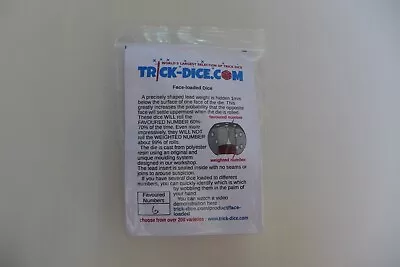 WORLD'S LARGEST SELECTION OF TRICK DICE
TRICK-DICE.COM
Face-loaded Dice
A precisely shaped lead weight is hidden 1mm
below the surface of one face of the die. This
greatly increases the probability that the opposite
face will settle uppermost when the die is rolled.
These dice will roll the
FAVOURED NUMBER 60%-
70% of the time. Even more
impressively, they WILL NOT
roll the WEIGHTED NUMBER
about 99% of rolls.
The die is cast from polyester
resin using an original and
unique moulding system
designed in our workshop.
favoured number
weighted number
The lead insert is sealed inside with no seams or
joins to arouse suspicion.
If you have several dice loaded to different
numbers, you can quickly identify which is which
by wobbling them in the palm of
your hand
You can watch a video
demonstration here
trick-dice.com/product/face-
loaded
Favoured
Numbers
6
choose from over 200 varieties : www.trick-dice.com